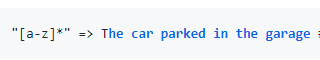 "[a-z]*" => The car parked in the garage #